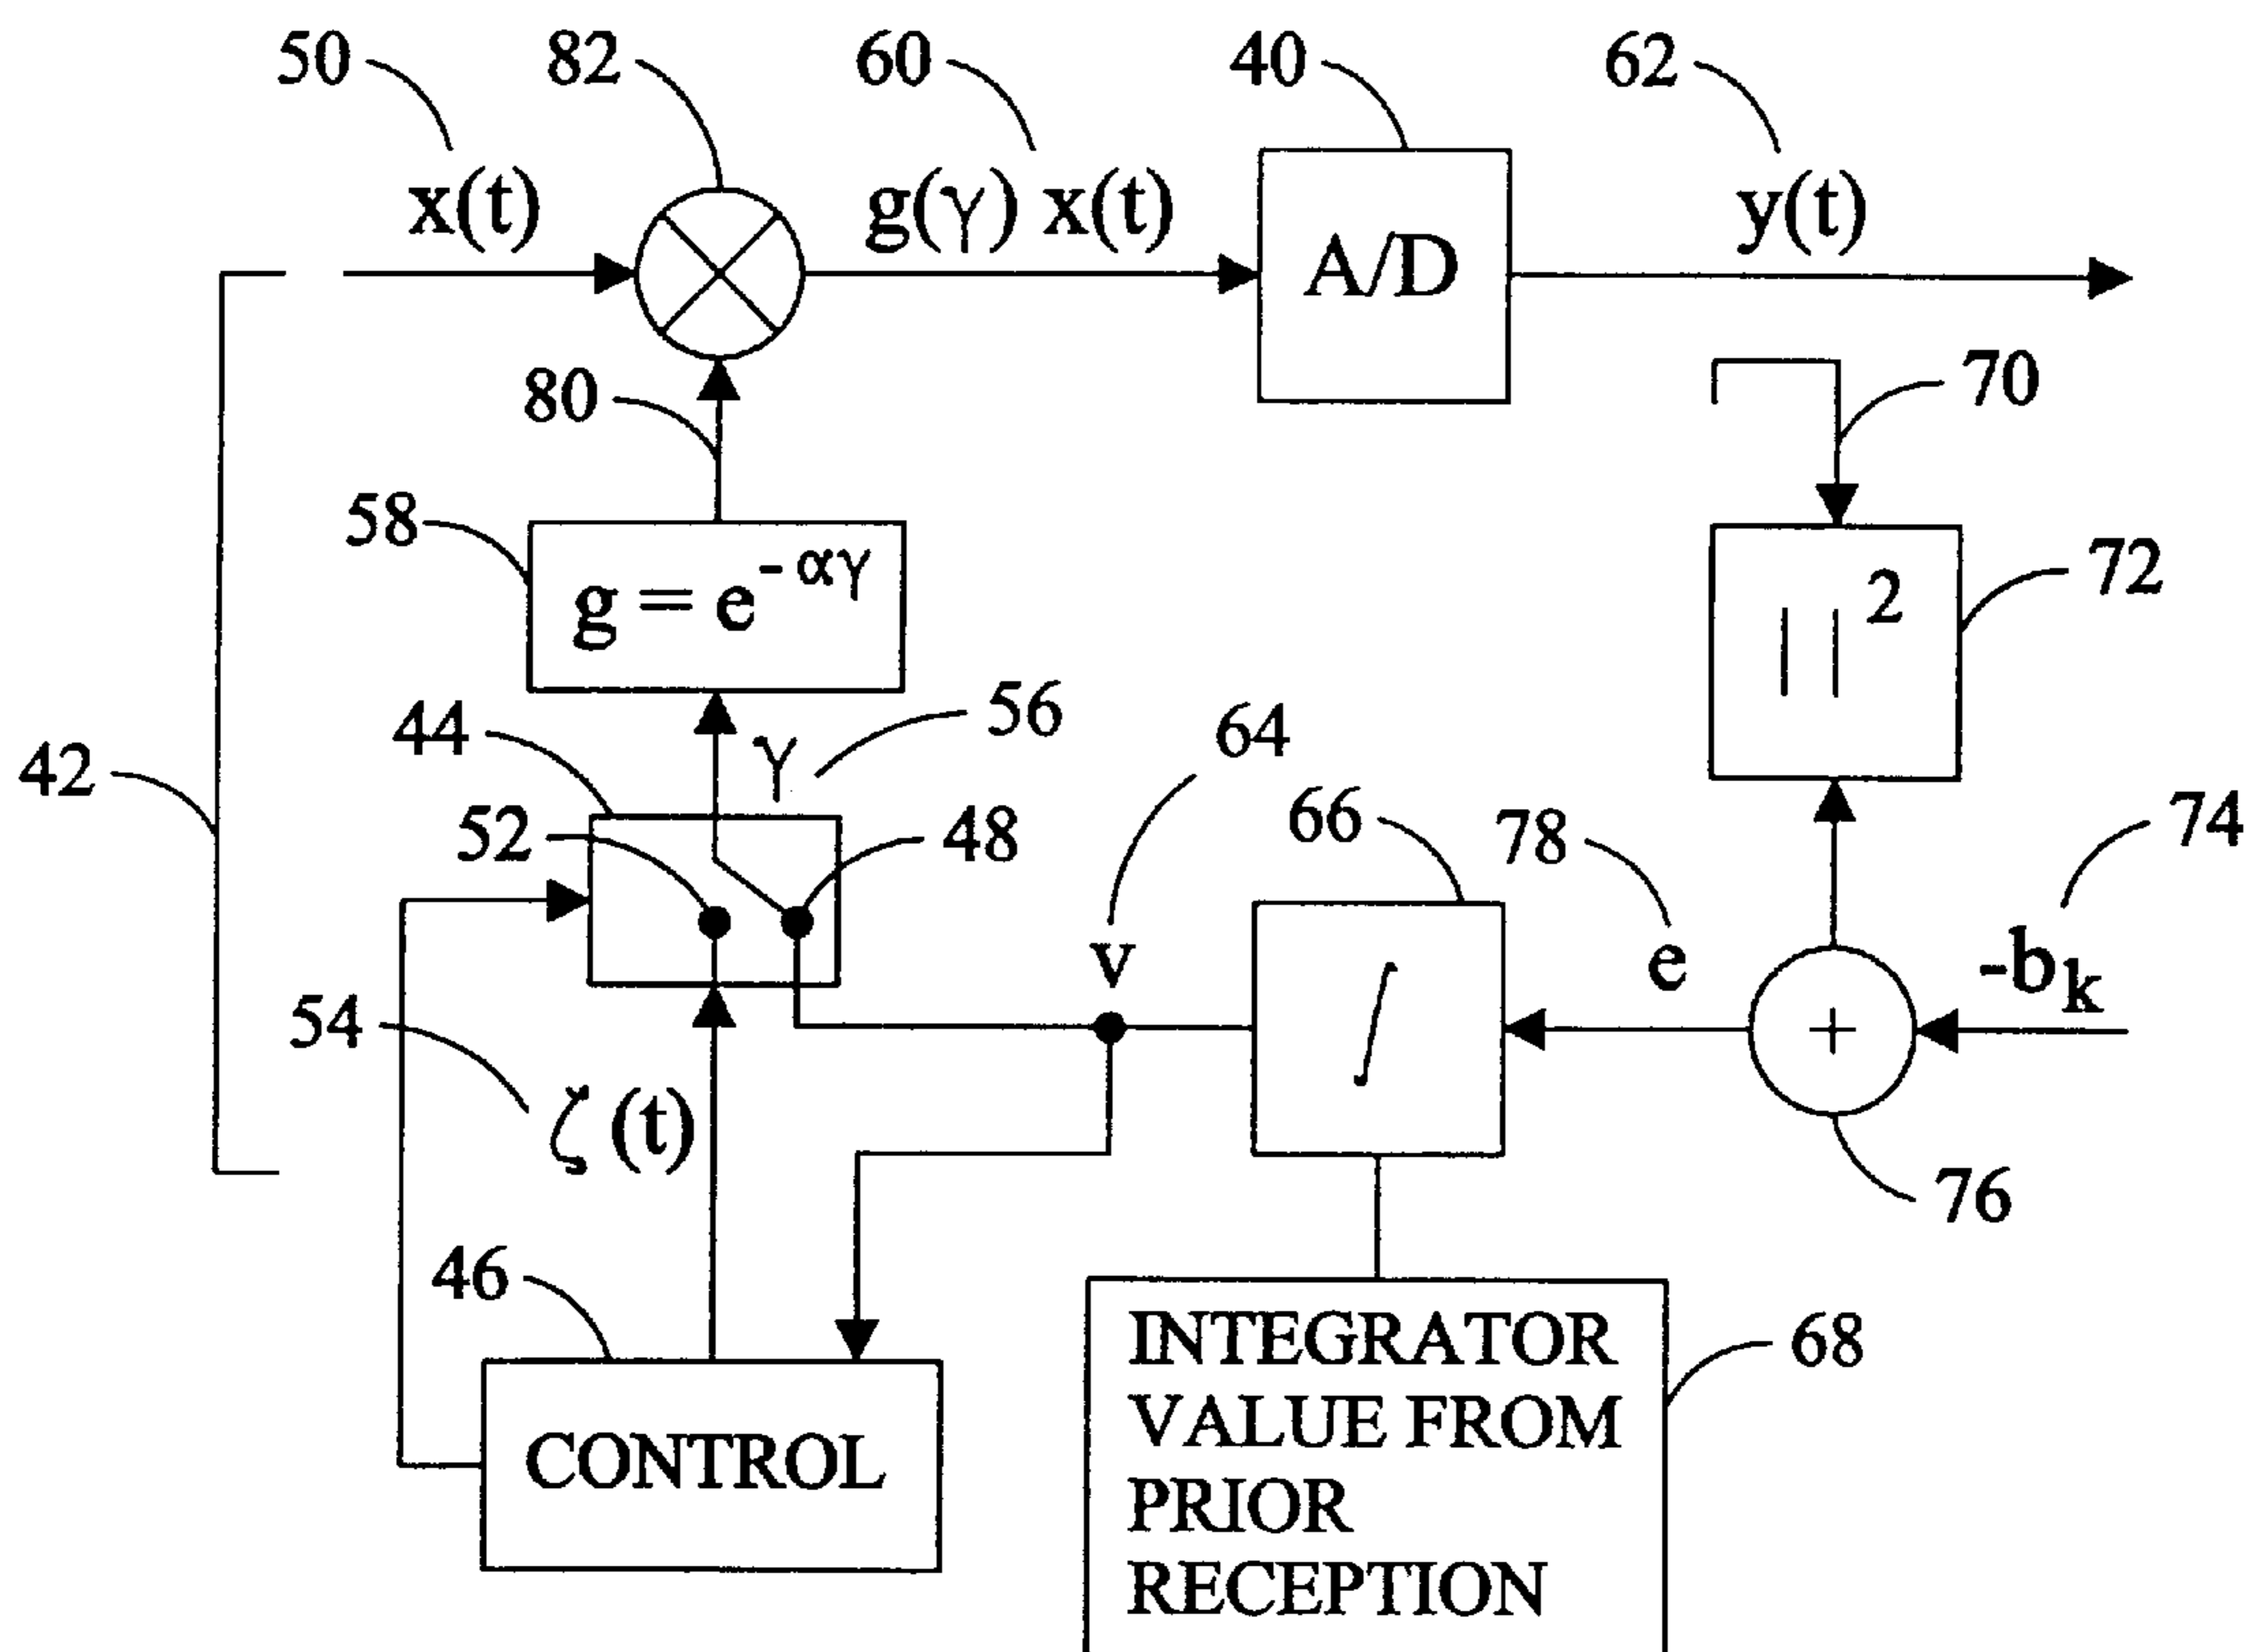 50
82
60
40
62
x(t)
g(γ) x(t)
A/D
y(t)
80
70
58
g = e^-αγ
| | ²
72
44
γ
56
64
42
52
48
66
78
74
v
e
-bₖ
54
ζ (t)
∫
+
76
46
CONTROL
INTEGRATOR
VALUE FROM
PRIOR
RECEPTION
68